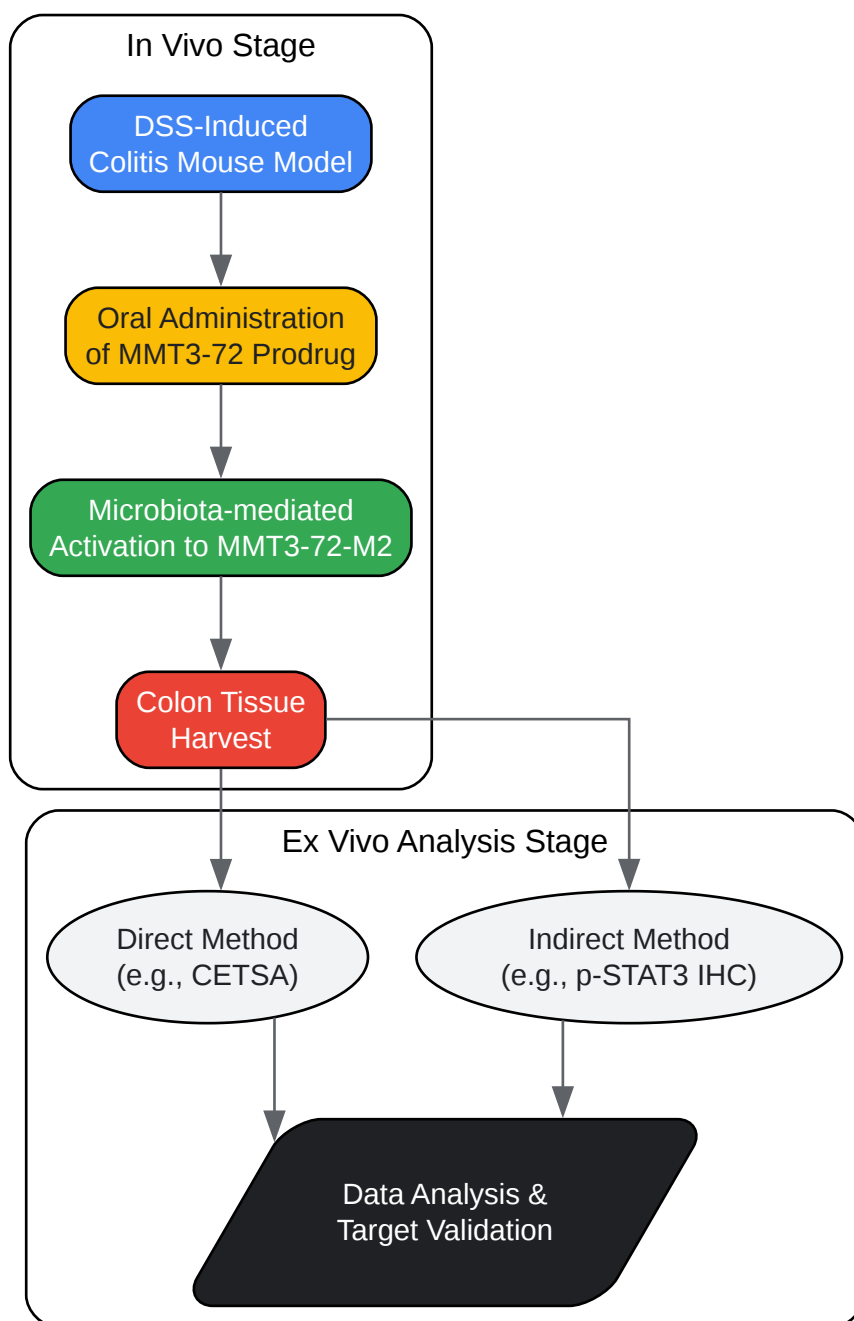 In Vivo Stage
DSS-Induced
Colitis Mouse Model
Oral Administration
of MMT3-72 Prodrug
Microbiota-mediated
Activation to MMT3-72-M2
Colon Tissue
Harvest
Ex Vivo Analysis Stage
Direct Method
(e.g., CETSA)
Indirect Method
(e.g., p-STAT3 IHC)
Data Analysis &
Target Validation